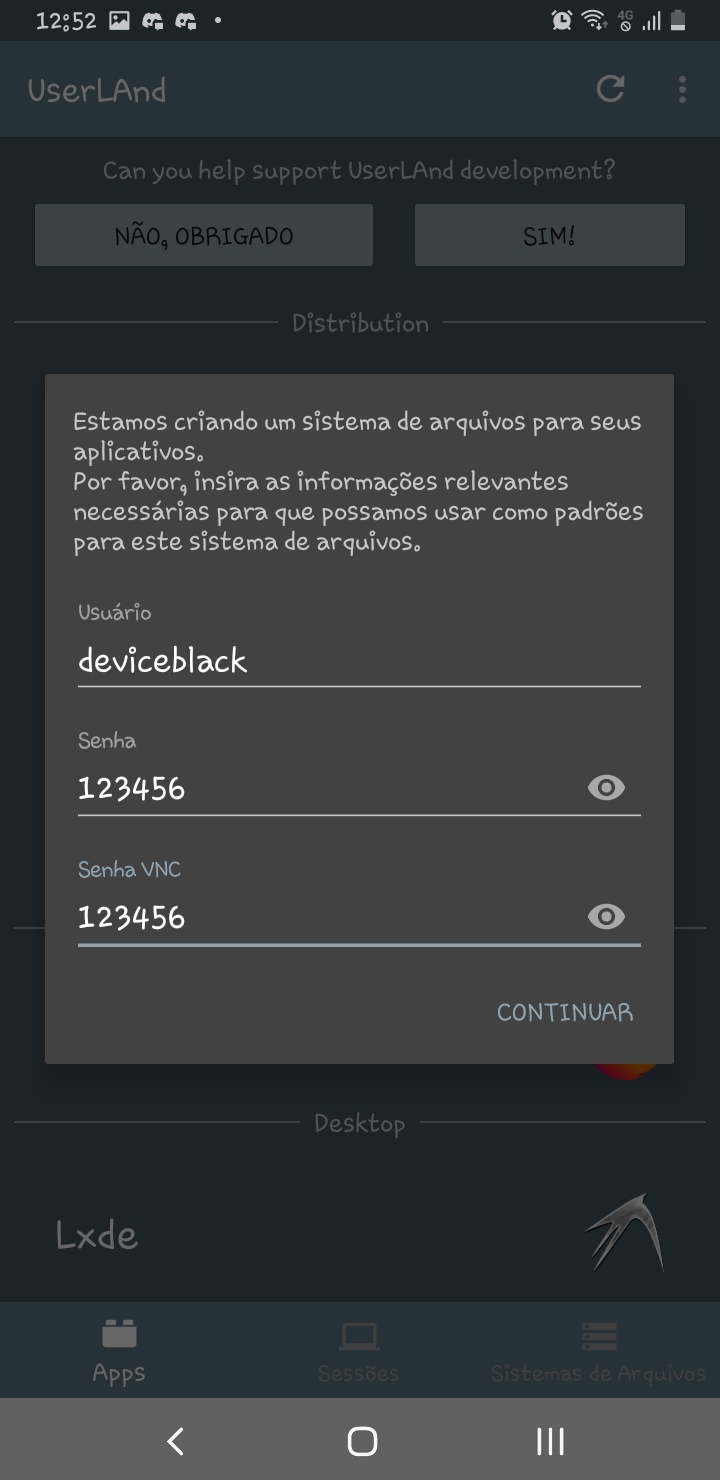 12:52
4G
UserLAnd
Can you help support UserLAnd development?
NÃO, OBRIGADO
SIM!
Distribution
Estamos criando um sistema de arquivos para seus
aplicativos.
Por favor, insira as informações relevantes
necessárias para que possamos usar como padrões
para este sistema de arquivos.
Usuário
deviceblack
Senha
123456
Senha VNC
123456
CONTINUAR
Desktop
Lxde
Apps
Sessões
Sistemas de Arquivos